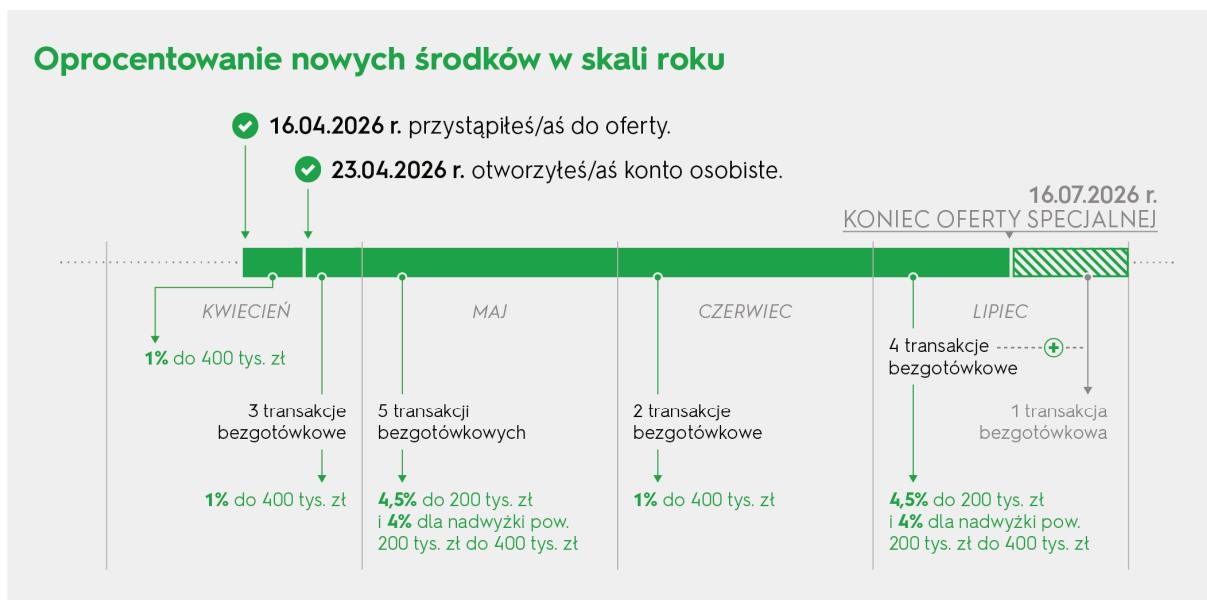 Oprocentowanie nowych środków w skali roku
16.04.2026 r. przystąpiłeś/aś do oferty.
23.04.2026 r. otworzyłeś/aś konto osobiste.
16.07.2026 r.
KONIEC OFERTY SPECJALNEJ
KWIECIEŃ
MAJ
CZERWIEC
LIPIEC
1% do 400 tys. zł
3 transakcje
bezgotówkowe
1% do 400 tys. zł
5 transakcji
bezgotówkowych
4,5% do 200 tys. zł
i 4% dla nadwyżki pow.
200 tys. zł do 400 tys. zł
2 transakcje
bezgotówkowe
1% do 400 tys. zł
4 transakcje
bezgotówkowe
1 transakcja
bezgotówkowa
4,5% do 200 tys. zł
i 4% dla nadwyżki pow.
200 tys. zł do 400 tys. zł